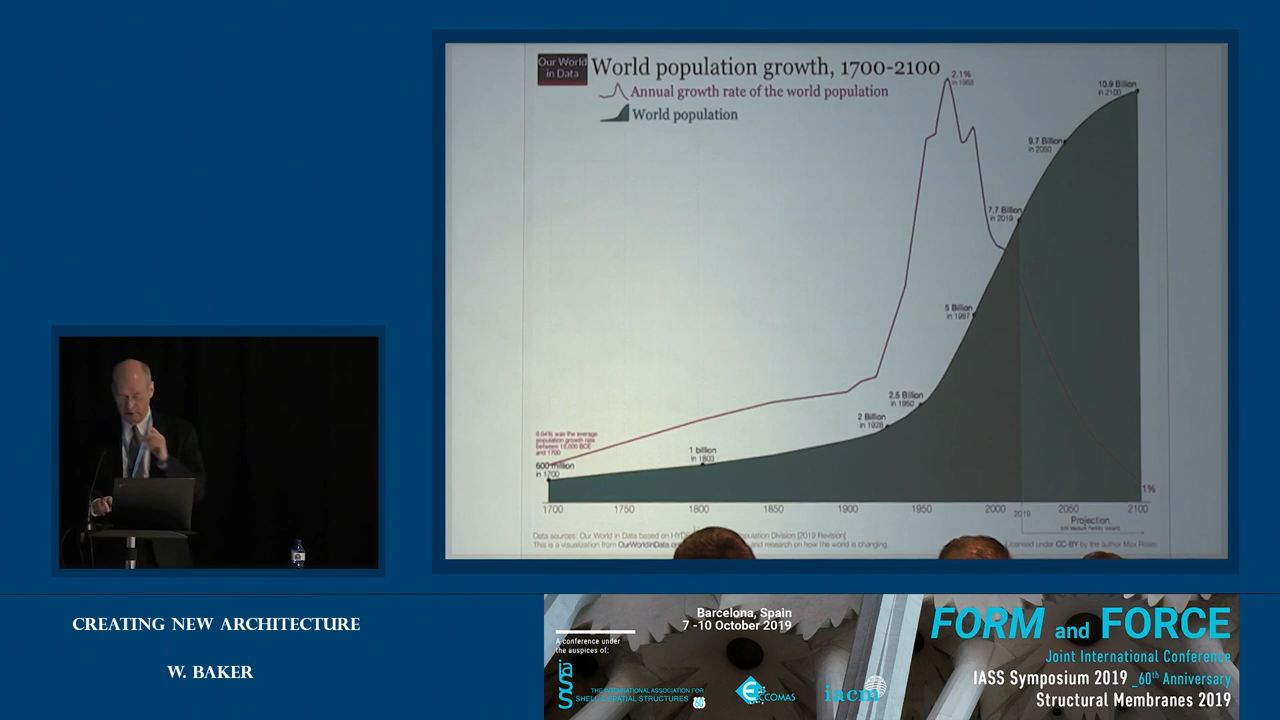 Our World
in Data
World population growth, 1700-2100
Annual growth rate of the world population
World population
2.1%
in 1968
10.9 Billion
in 2100
9.7 Billion
in 2050
7.7 Billion
in 2019
5 Billion
in 1987
2.5 Billion
in 1950
2 Billion
in 1928
1 billion
in 1803
0.04% was the average
population growth rate
between 10,000 BCE
and 1700
600 million
in 1700
1%
1700
1750
1800
1850
1900
1950
2000
2019
2050
2100
Projection
Data sources: Our World in Data based on HYD
Population Division [2019 Revision]
This is a visualization from OurWorldinData.org
and research on how the world is changing.
Licensed under CC-BY by the author Max Roser
CREATING NEW ARCHITECTURE
W. BAKER
Barcelona, Spain
7 -10 October 2019
A conference under
the auspices of:
iass
THE INTERNATIONAL ASSOCIATION FOR
SHELL & SPATIAL STRUCTURES
ECCOMAS
iacm
FORM and FORCE
Joint International Conference
IASS Symposium 2019 _60th Anniversary
Structural Membranes 2019